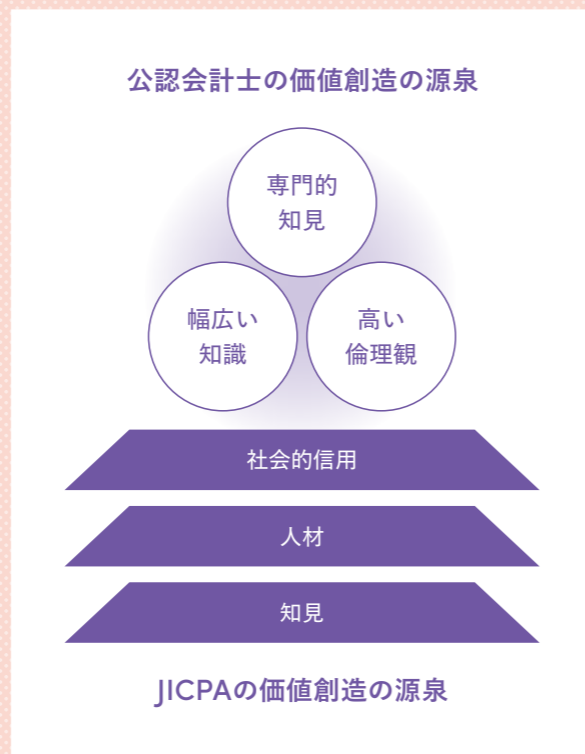 公認会計士の価値創造の源泉
専門的
知見
幅広い
知識
高い
倫理観
社会的信用
人材
知見
JICPAの価値創造の源泉